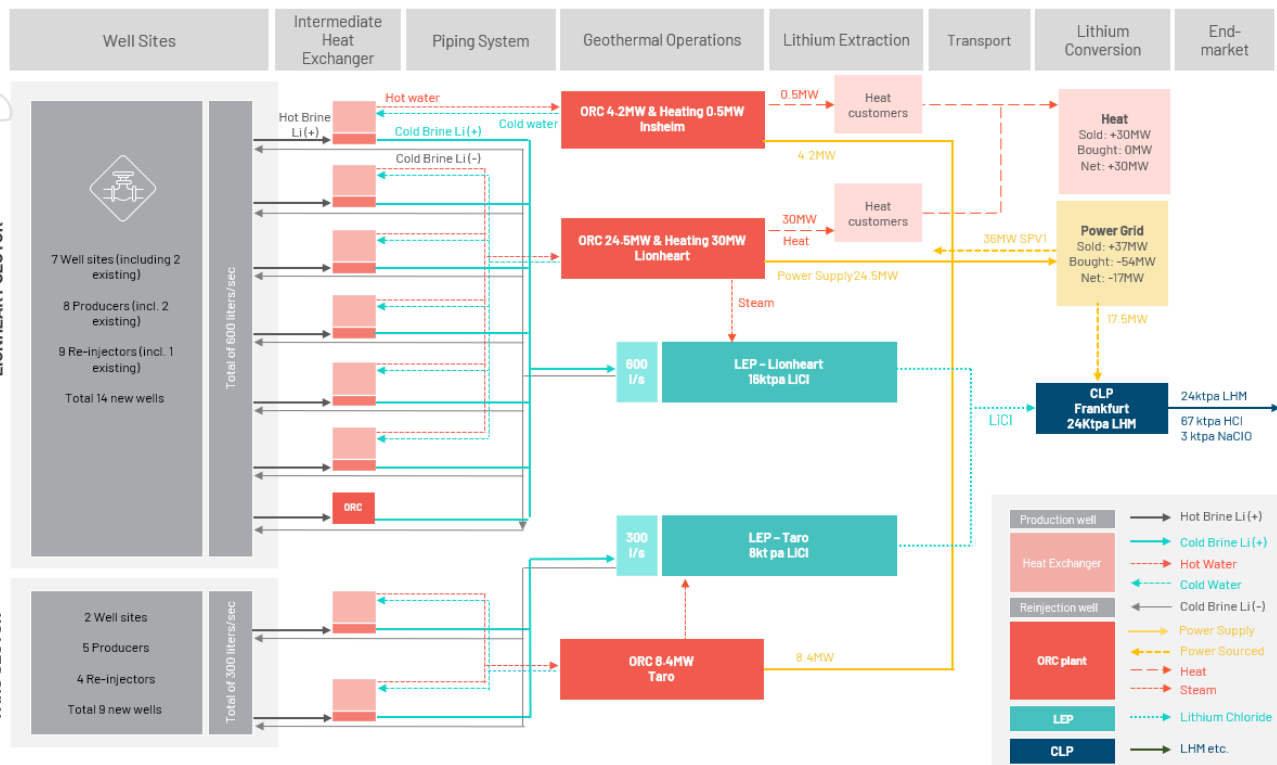 Well Sites
Intermediate
Heat
Exchanger
Piping System
Geothermal Operations
Lithium Extraction
Transport
Lithium
Conversion
End-
market
7 Well sites (including 2
existing)
8 Producers (incl. 2
existing)
9 Re-injectors (incl. 1
existing)
Total 14 new wells
Total of 600 liters/sec
Hot Brine
Li (+)
Hot water
Cold water
Cold Brine Li (+)
Cold Brine Li (-)
ORC
ORC 4.2MW & Heating 0.5MW
Insheim
0.5MW
Heat
customers
4.2MW
Heat
Sold: +30MW
Bought: 0MW
Net: +30MW
ORC 24.5MW & Heating 30MW
Lionheart
30MW
Heat
Heat
customers
Power Supply 24.5MW
36MW SPV1
Power Grid
Sold: +37MW
Bought: -54MW
Net: -17MW
Steam
17.5MW
600
l/s
LEP – Lionheart
16ktpa LiCl
LiCl
CLP
Frankfurt
24Ktpa LHM
24ktpa LHM
67 ktpa HCl
3 ktpa NaClO
300
l/s
LEP – Taro
8kt pa LiCl
2 Well sites
5 Producers
4 Re-injectors
Total 9 new wells
Total of 300 liters/sec
ORC 8.4MW
Taro
8.4MW
Production well
Hot Brine Li (+)
Cold Brine Li (+)
Heat Exchanger
Hot Water
Cold Water
Reinjection well
Cold Brine Li (-)
Power Supply
Power Sourced
ORC plant
Heat
Steam
LEP
Lithium Chloride
CLP
LHM etc.